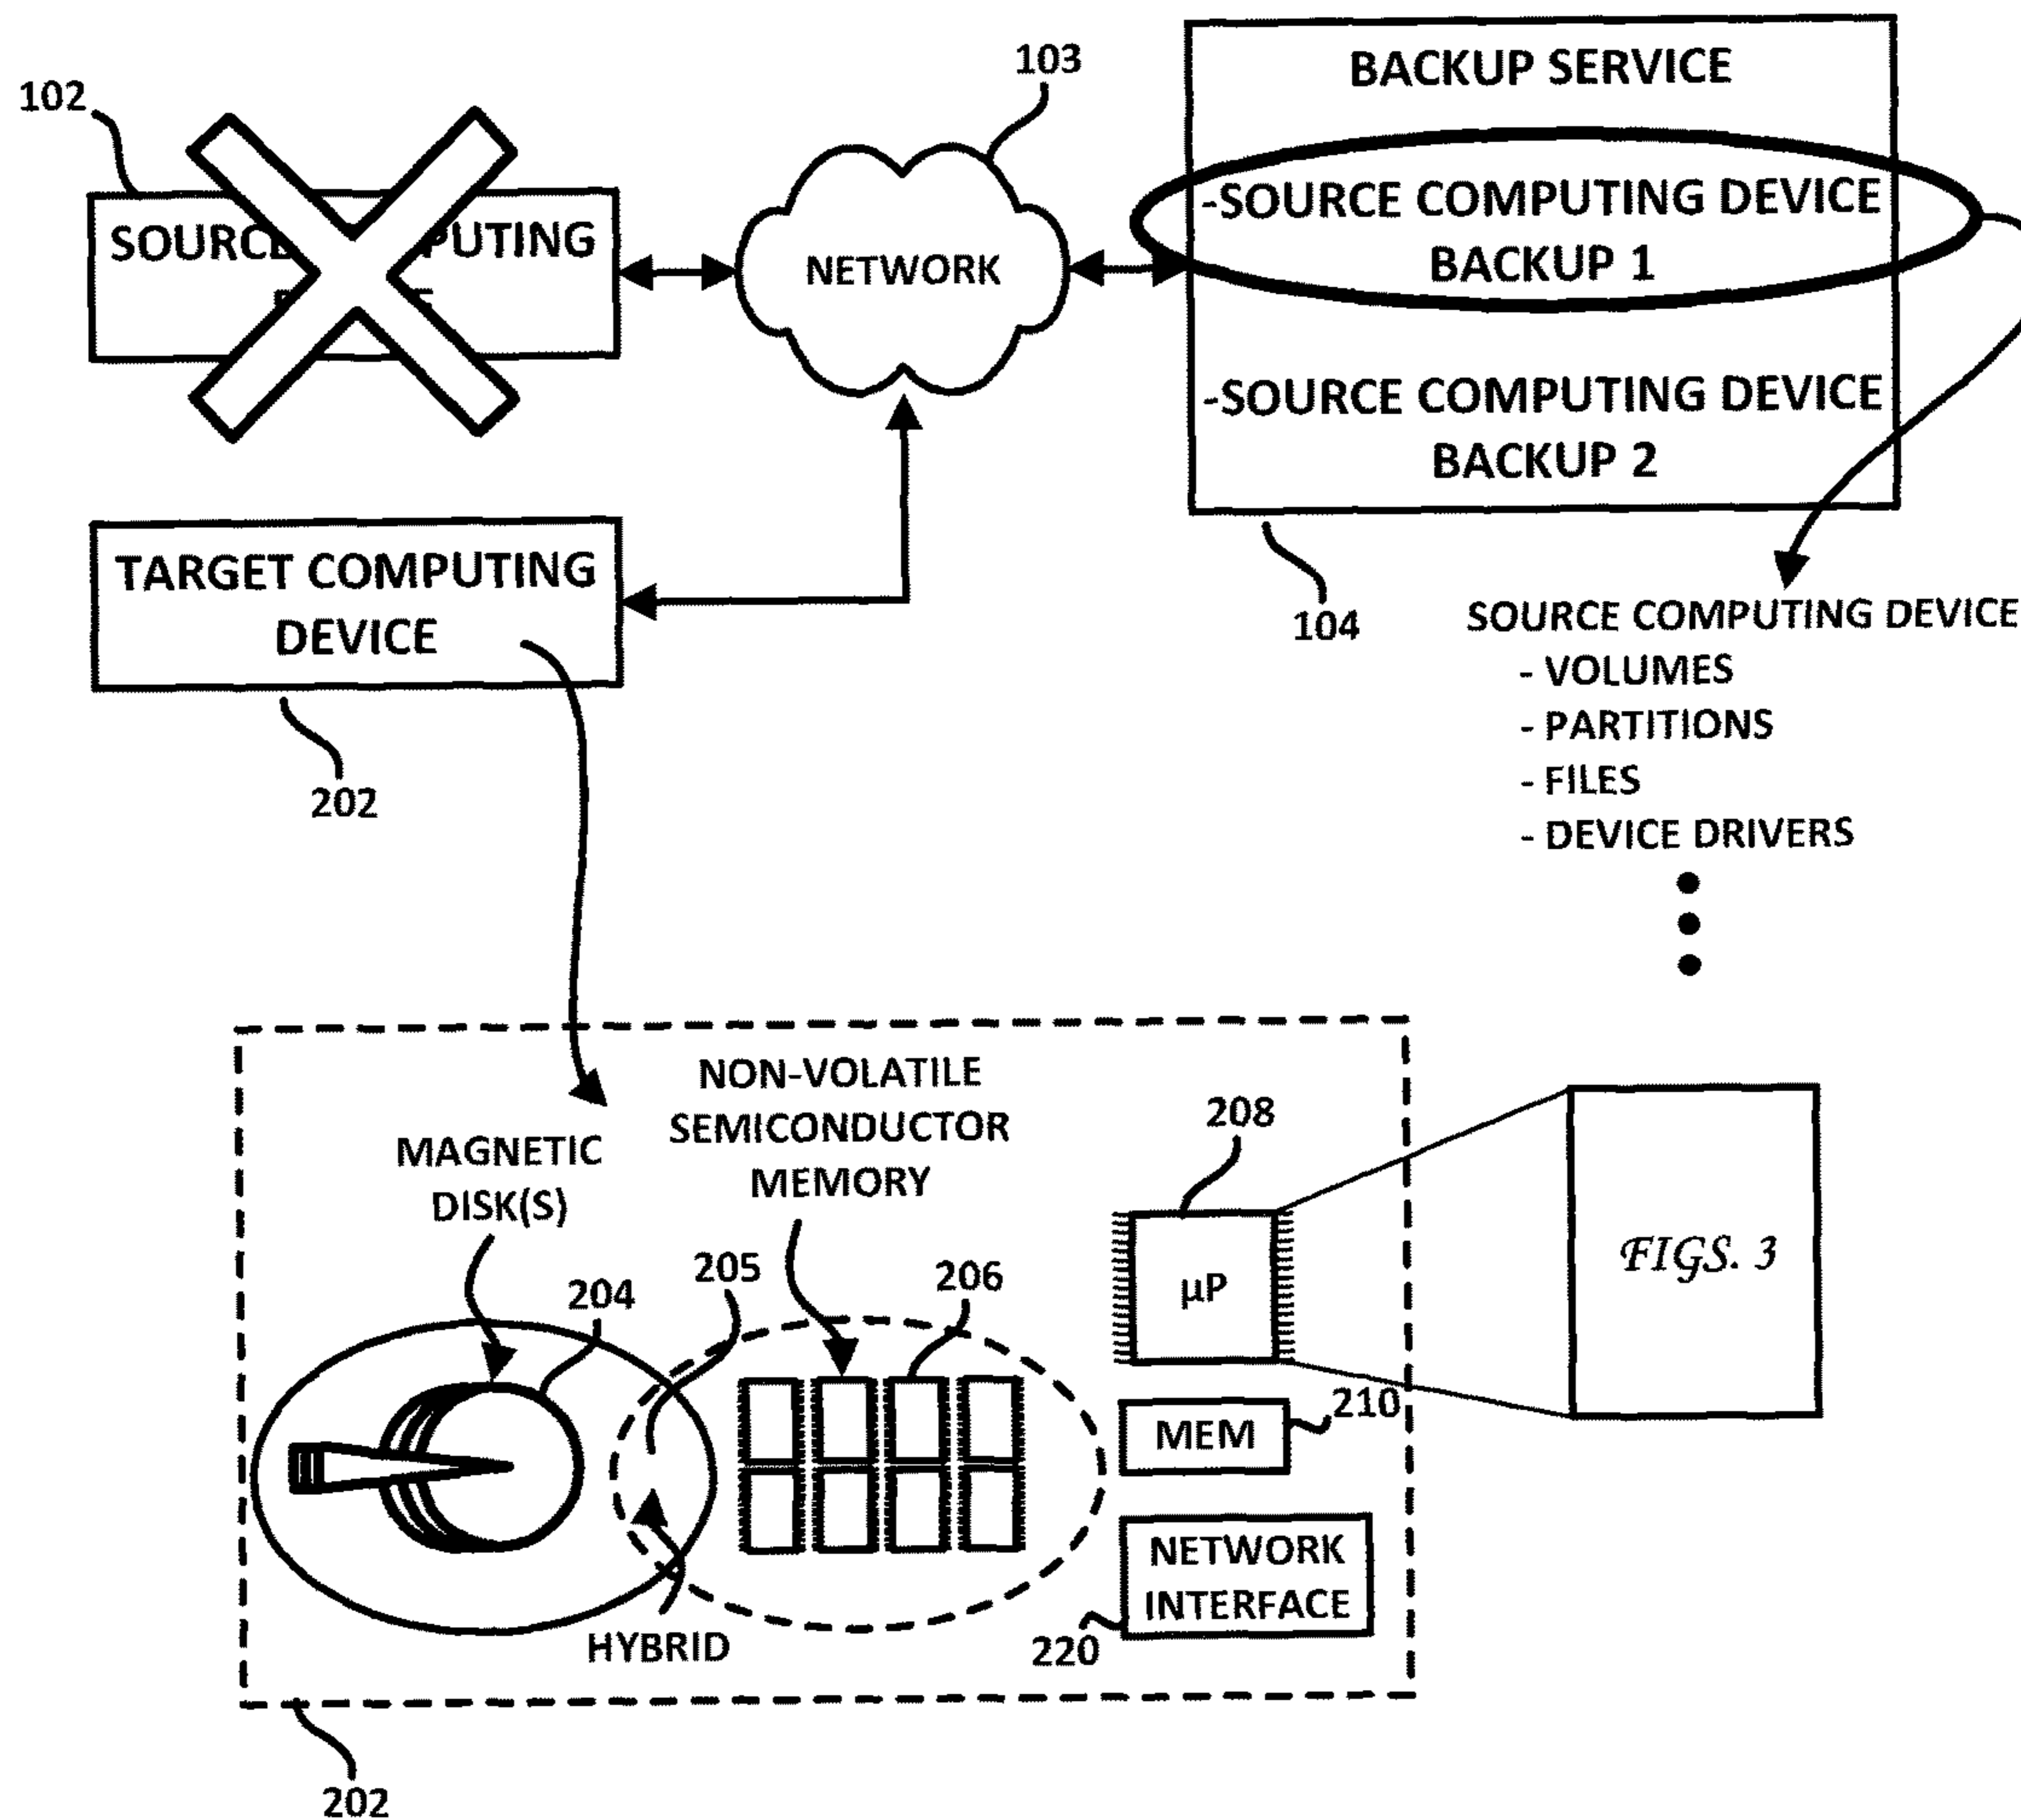 102
103
BACKUP SERVICE
-SOURCE COMPUTING DEVICE
BACKUP 1
-SOURCE COMPUTING DEVICE
BACKUP 2
NETWORK
104
TARGET COMPUTING
DEVICE
202
SOURCE COMPUTING DEVICE
- VOLUMES
- PARTITIONS
- FILES
- DEVICE DRIVERS
NON-VOLATILE
SEMICONDUCTOR
MEMORY
MAGNETIC
DISK(S)
204
205
206
208
µP
FIGS. 3
210
MEM
NETWORK
INTERFACE
220
HYBRID
202